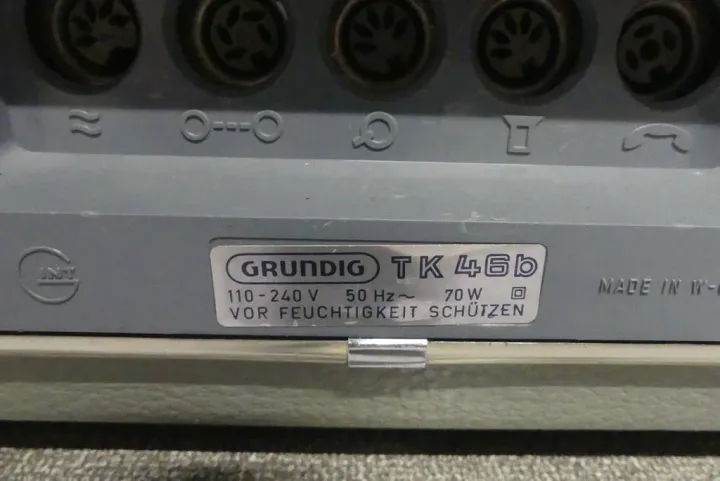 GRUNDIG TK 46b
110-240 V 50 Hz~ 70 W
VOR FEUCHTIGKEIT SCHÜTZEN
INT
MADE IN W-